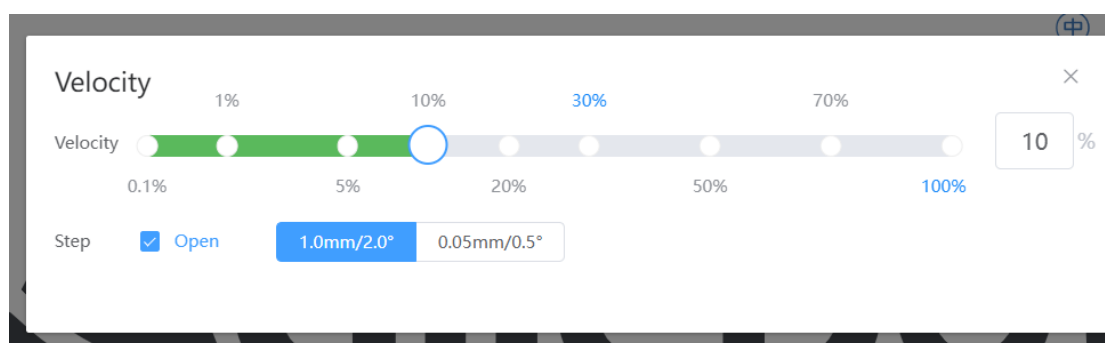 中
Velocity
1% 10% 30% 70%
Velocity 10 %
0.1% 5% 20% 50% 100%
Step Open 1.0mm/2.0° 0.05mm/0.5°